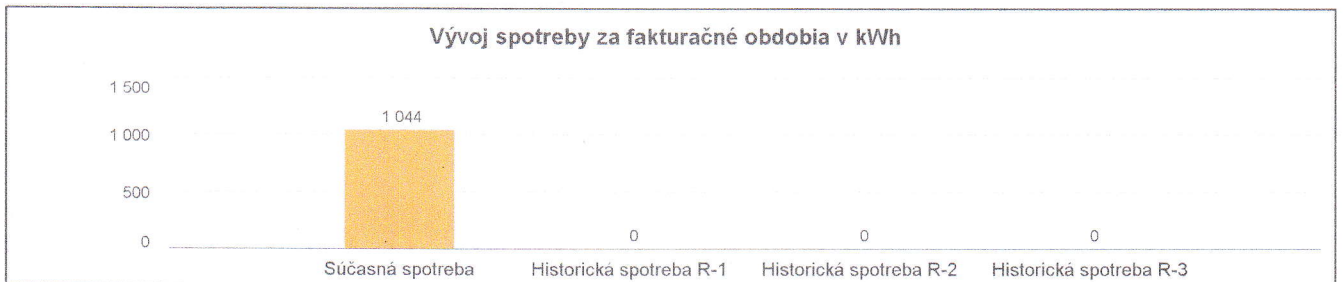 Vývoj spotreby za fakturačné obdobia v kWh
1 500
1 044
1 000
500
0
0
0
0
Súčasná spotreba
Historická spotreba R-1
Historická spotreba R-2
Historická spotreba R-3